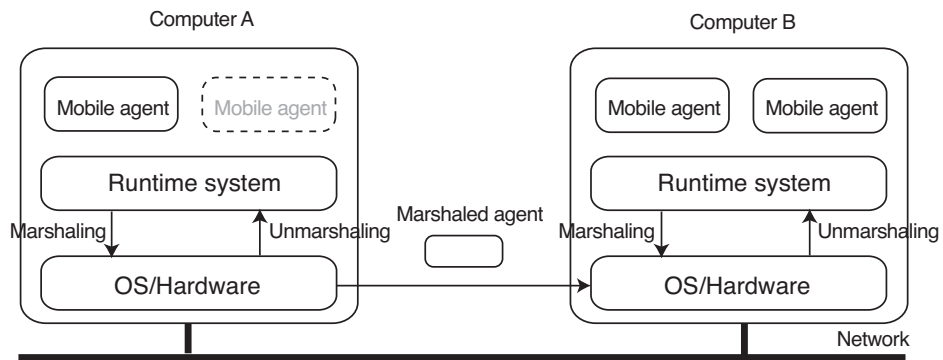 Computer A
Computer B
Mobile agent
Mobile agent
Mobile agent
Mobile agent
Runtime system
Runtime system
Marshaling
Unmarshaling
Marshaled agent
Marshaling
Unmarshaling
OS/Hardware
OS/Hardware
Network